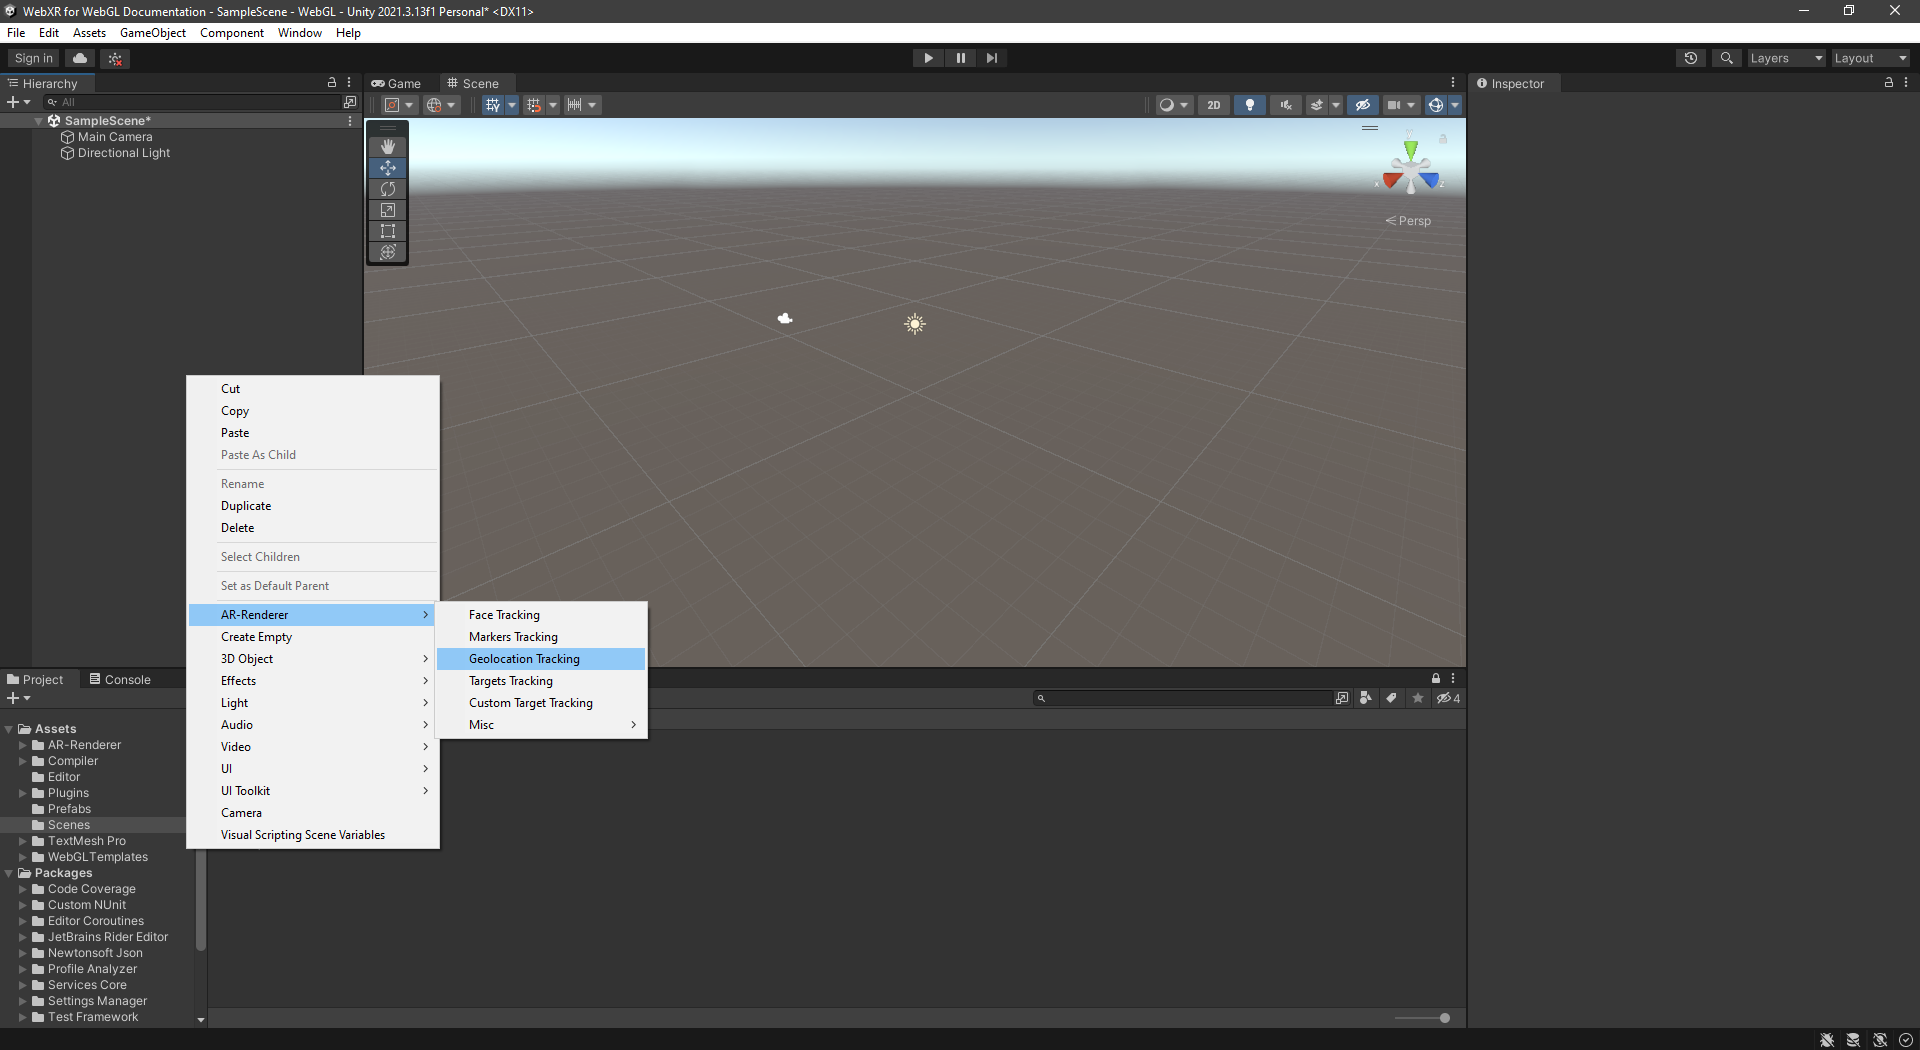 WebXR for WebGL Documentation - SampleScene - WebGL - Unity 2021.3.13f1 Personal* <DX11>
File Edit Assets GameObject Component Window Help
Sign in
Layers Layout
Hierarchy
All
SampleScene*
Main Camera
Directional Light
Game Scene
2D
y
x z
Persp
Inspector
Cut
Copy
Paste
Paste As Child
Rename
Duplicate
Delete
Select Children
Set as Default Parent
AR-Renderer
Create Empty
3D Object
Effects
Light
Audio
Video
UI
UI Toolkit
Camera
Visual Scripting Scene Variables
Face Tracking
Markers Tracking
Geolocation Tracking
Targets Tracking
Custom Target Tracking
Misc
Project Console
4
Assets
AR-Renderer
Compiler
Editor
Plugins
Prefabs
Scenes
TextMesh Pro
WebGLTemplates
Packages
Code Coverage
Custom NUnit
Editor Coroutines
JetBrains Rider Editor
Newtonsoft Json
Profile Analyzer
Services Core
Settings Manager
Test Framework